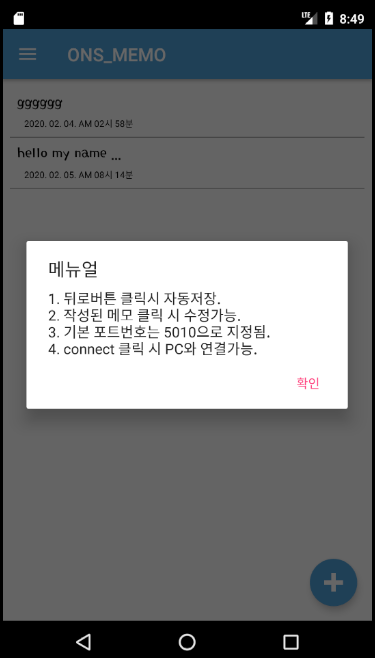 LTE 8:49
ONS_MEMO
gggggg
2020. 02. 04. AM 02시 58분
hello my name ...
2020. 02. 05. AM 08시 14분
메뉴얼
1. 뒤로버튼 클릭시 자동저장.
2. 작성된 메모 클릭 시 수정가능.
3. 기본 포트번호는 5010으로 지정됨.
4. connect 클릭 시 PC와 연결가능.
확인